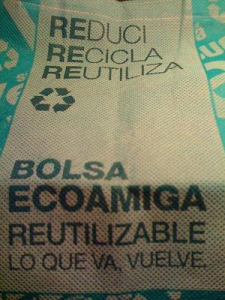 REDUCI
RECICLA
REUTILIZA
BOLSA
ECOAMIGA
REUTILIZABLE
LO QUE VA, VUELVE.